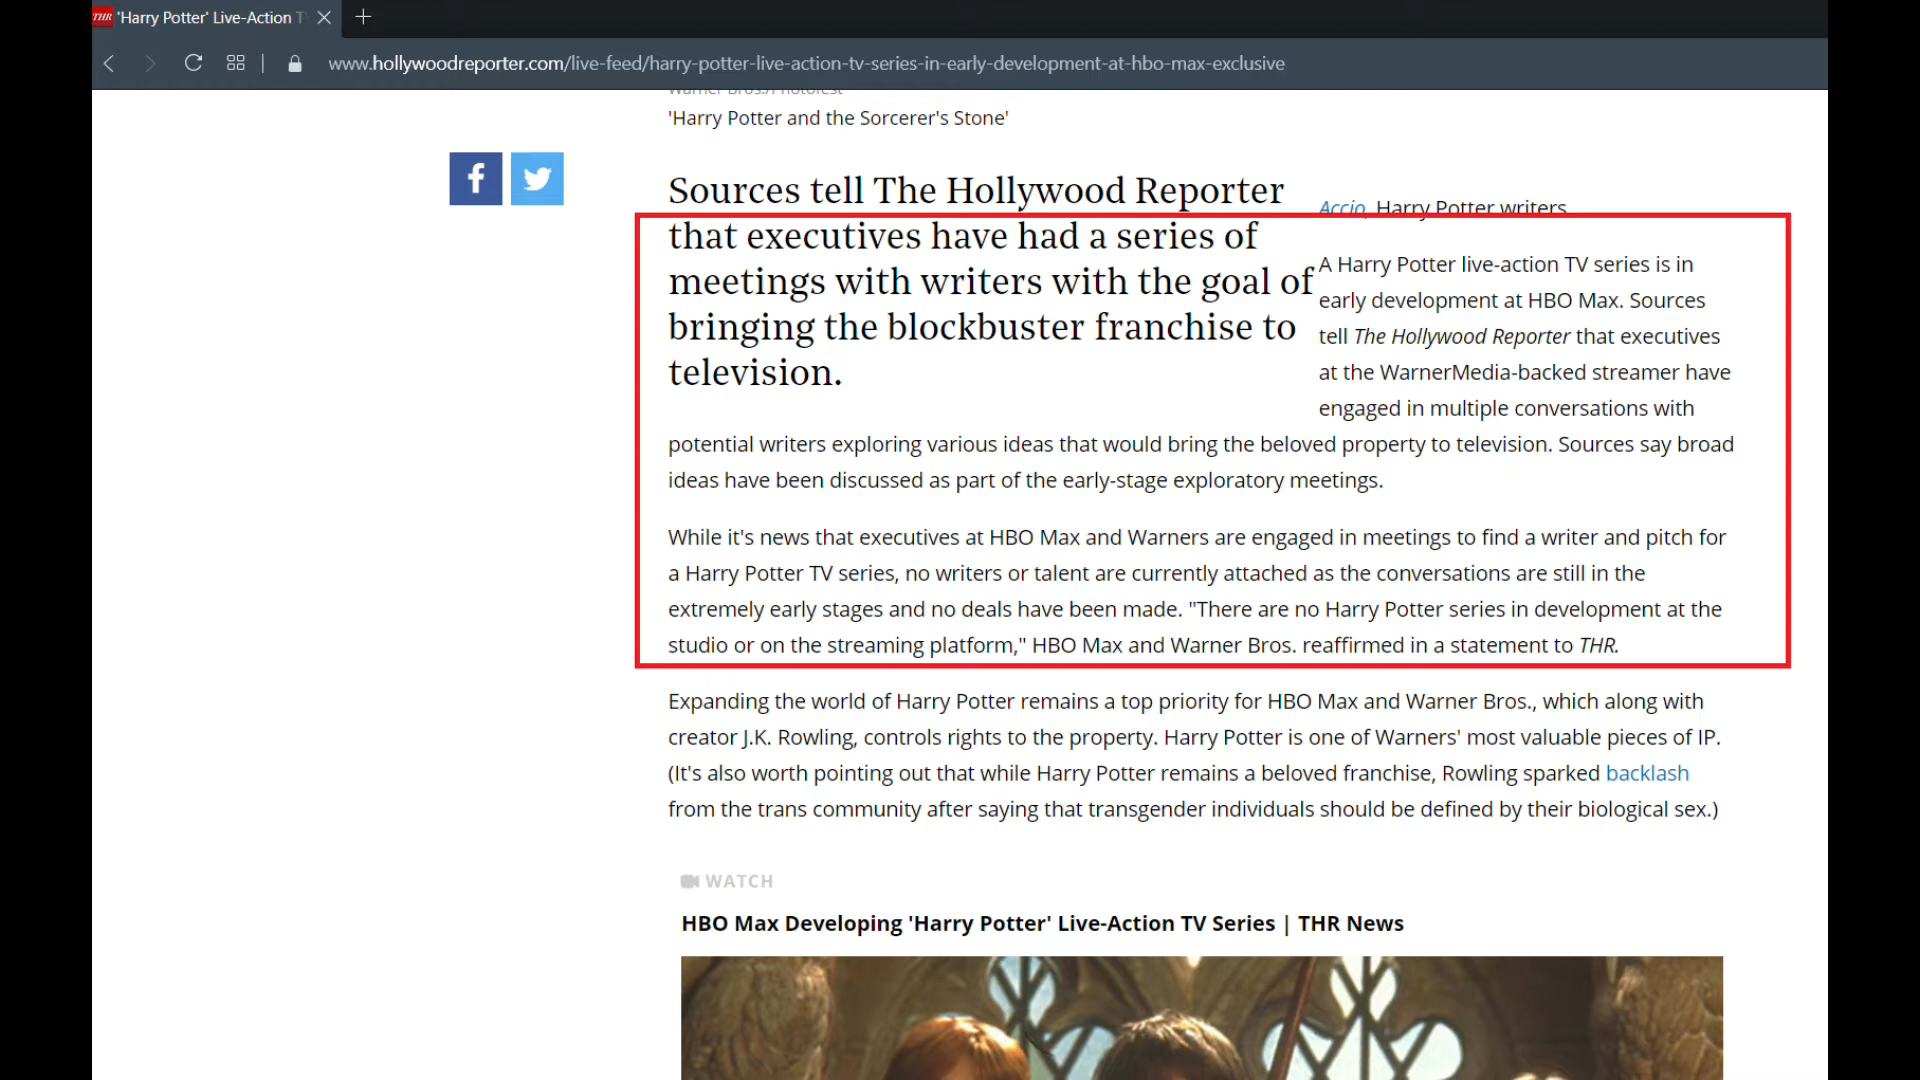 THR 'Harry Potter' Live-Action T
www.hollywoodreporter.com/live-feed/harry-potter-live-action-tv-series-in-early-development-at-hbo-max-exclusive
Warner Bros./Photofest
'Harry Potter and the Sorcerer's Stone'
Sources tell The Hollywood Reporter
that executives have had a series of
meetings with writers with the goal of
bringing the blockbuster franchise to
television.
Accio, Harry Potter writers.
A Harry Potter live-action TV series is in
early development at HBO Max. Sources
tell The Hollywood Reporter that executives
at the WarnerMedia-backed streamer have
engaged in multiple conversations with
potential writers exploring various ideas that would bring the beloved property to television. Sources say broad
ideas have been discussed as part of the early-stage exploratory meetings.
While it's news that executives at HBO Max and Warners are engaged in meetings to find a writer and pitch for
a Harry Potter TV series, no writers or talent are currently attached as the conversations are still in the
extremely early stages and no deals have been made. "There are no Harry Potter series in development at the
studio or on the streaming platform," HBO Max and Warner Bros. reaffirmed in a statement to THR.
Expanding the world of Harry Potter remains a top priority for HBO Max and Warner Bros., which along with
creator J.K. Rowling, controls rights to the property. Harry Potter is one of Warners' most valuable pieces of IP.
(It's also worth pointing out that while Harry Potter remains a beloved franchise, Rowling sparked backlash
from the trans community after saying that transgender individuals should be defined by their biological sex.)
WATCH
HBO Max Developing 'Harry Potter' Live-Action TV Series | THR News